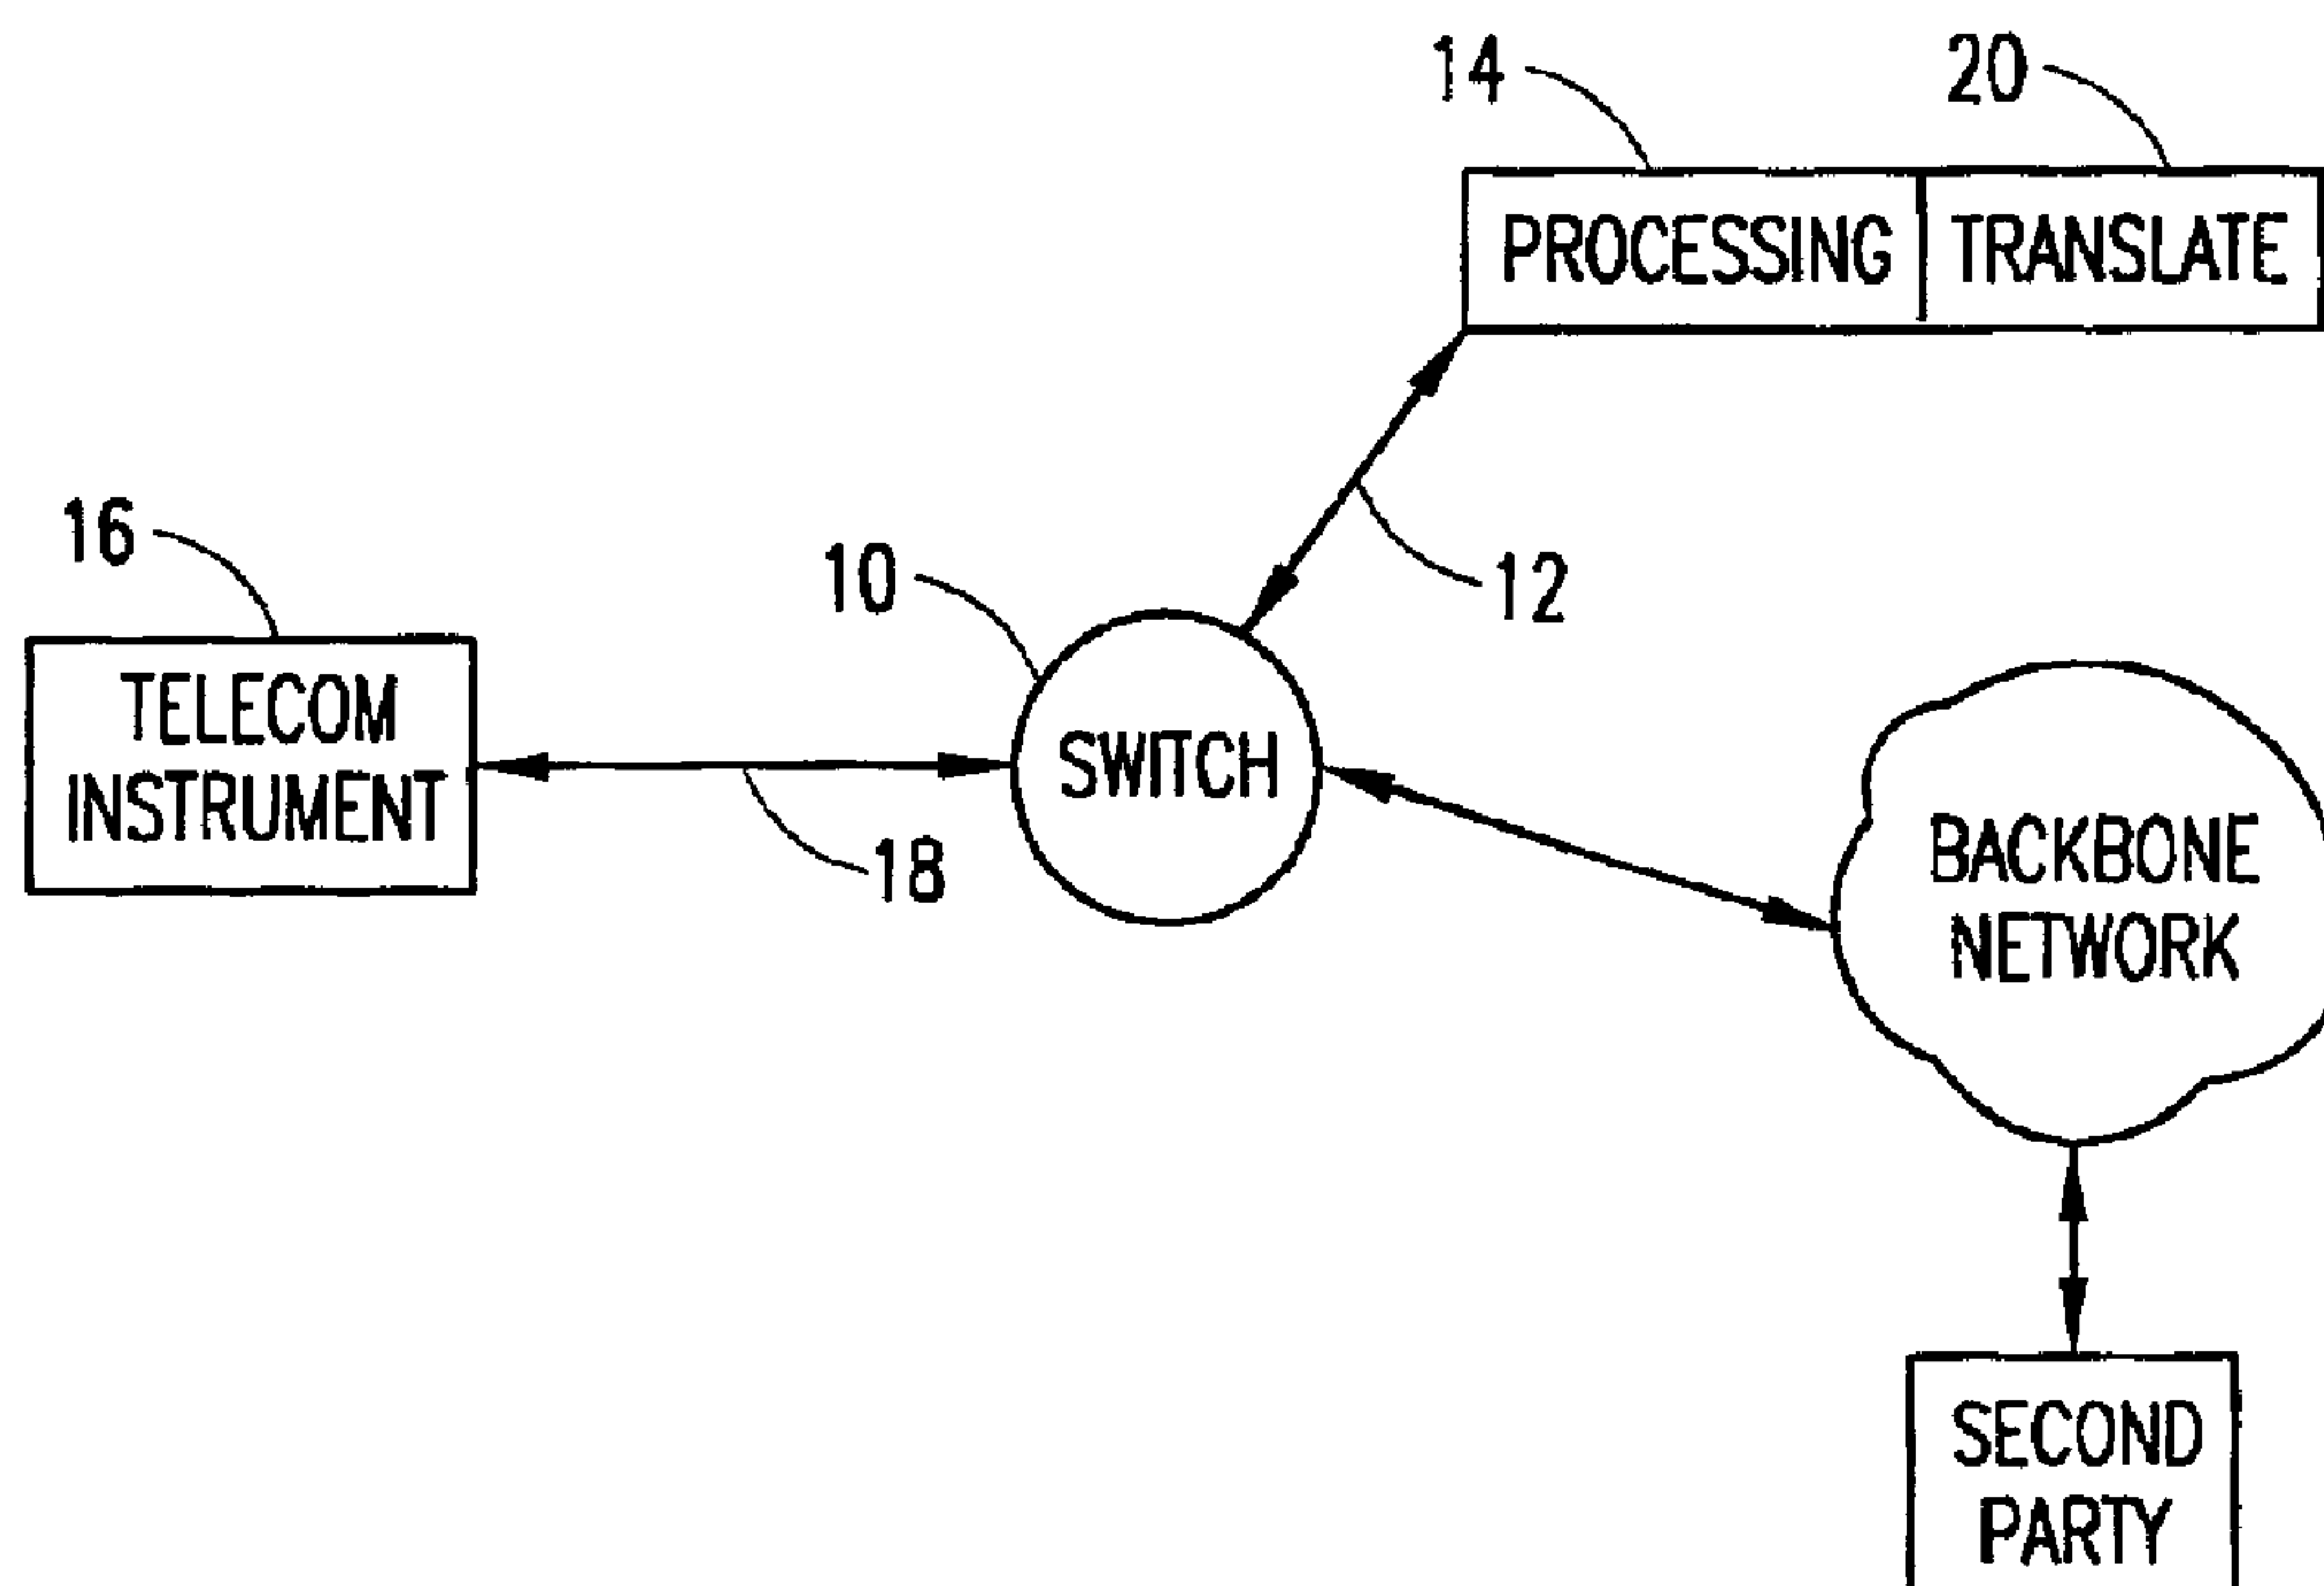 14
20
PROCESSING
TRANSLATE
16
10
12
TELECOM
INSTRUMENT
SWITCH
18
BACKBONE
NETWORK
SECOND
PARTY